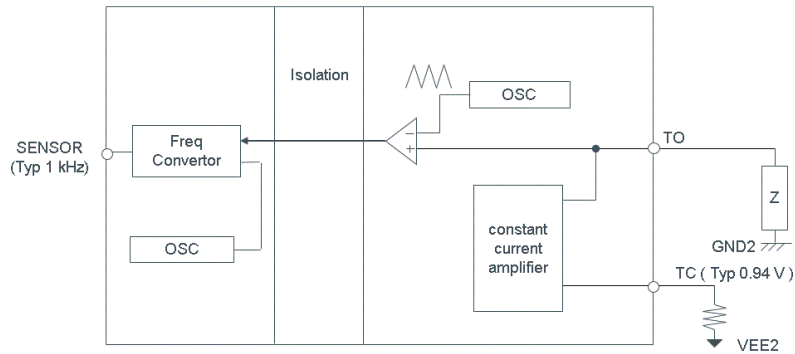 Isolation
OSC
SENSOR
(Typ 1 kHz)
Freq
Convertor
−
+
TO
Z
OSC
constant
current
amplifier
GND2
TC ( Typ 0.94 V )
VEE2